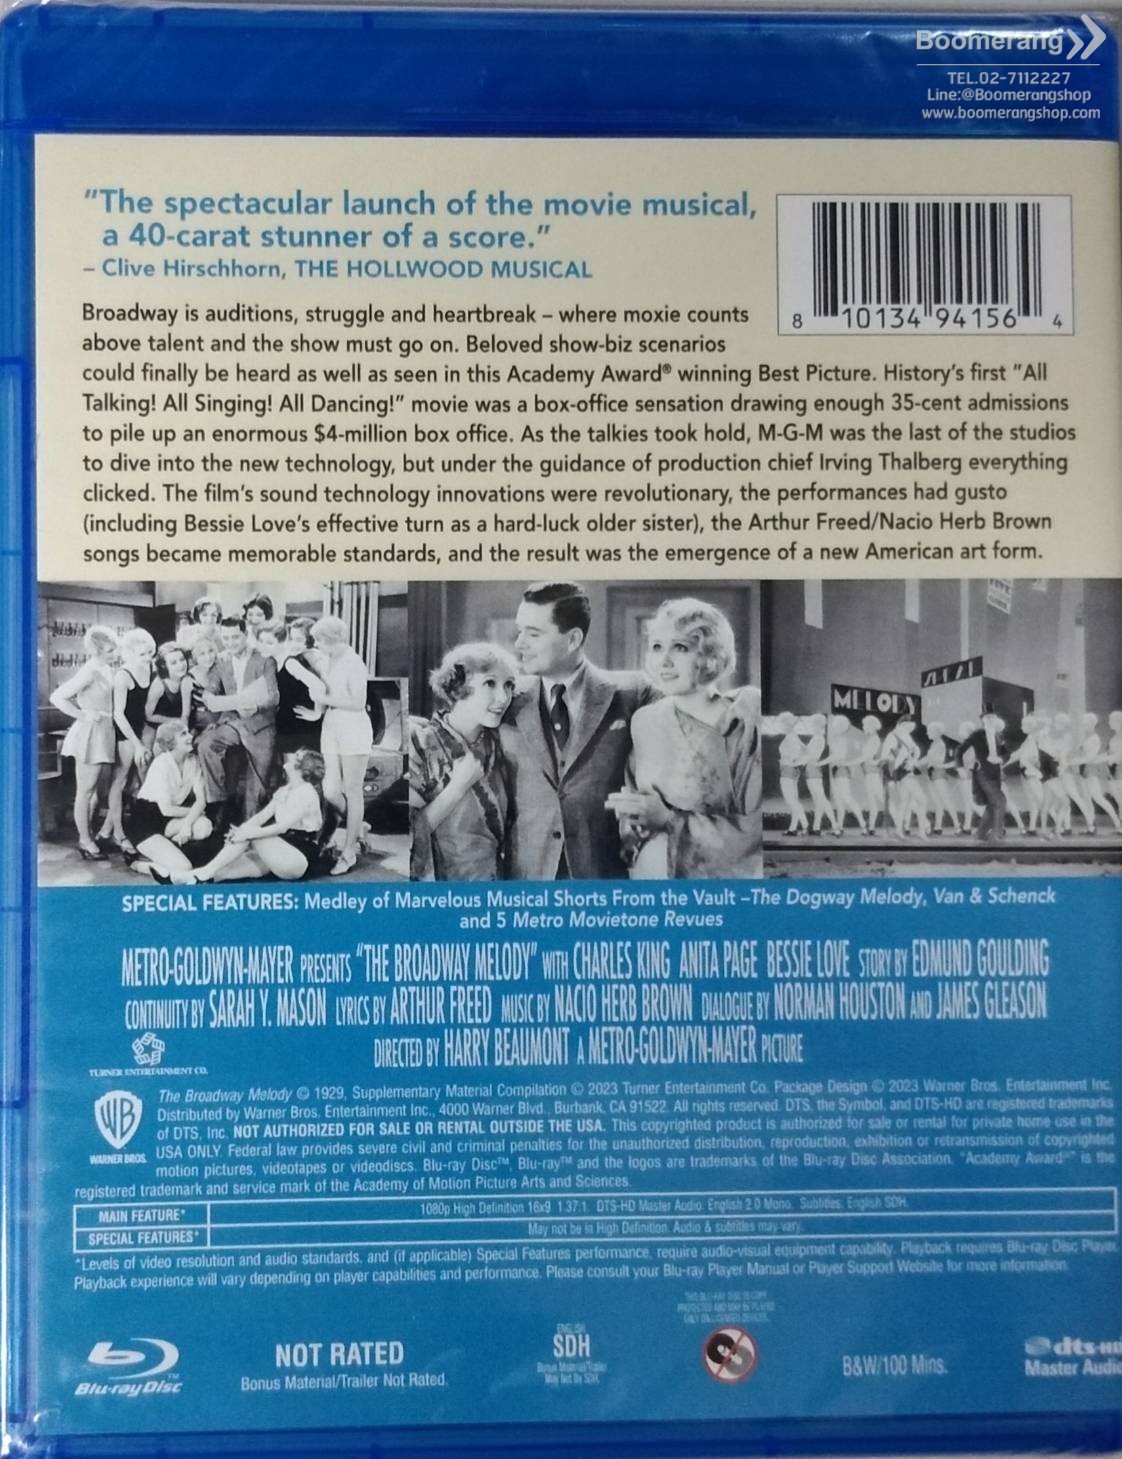 Boomerang
TEL.02-7112227
Line:@Boomerangshop
www.boomerangshop.com
"The spectacular launch of the movie musical,
a 40-carat stunner of a score."
– Clive Hirschhorn, THE HOLLWOOD MUSICAL
8 10134 94156 4
Broadway is auditions, struggle and heartbreak – where moxie counts
above talent and the show must go on. Beloved show-biz scenarios
could finally be heard as well as seen in this Academy Award® winning Best Picture. History's first "All
Talking! All Singing! All Dancing!" movie was a box-office sensation drawing enough 35-cent admissions
to pile up an enormous $4-million box office. As the talkies took hold, M-G-M was the last of the studios
to dive into the new technology, but under the guidance of production chief Irving Thalberg everything
clicked. The film's sound technology innovations were revolutionary, the performances had gusto
(including Bessie Love's effective turn as a hard-luck older sister), the Arthur Freed/Nacio Herb Brown
songs became memorable standards, and the result was the emergence of a new American art form.
MELODY
SPECIAL FEATURES: Medley of Marvelous Musical Shorts From the Vault –The Dogway Melody, Van & Schenck
and 5 Metro Movietone Revues
METRO-GOLDWYN-MAYER PRESENTS "THE BROADWAY MELODY" WITH CHARLES KING ANITA PAGE BESSIE LOVE STORY BY EDMUND GOULDING
CONTINUITY BY SARAH Y. MASON LYRICS BY ARTHUR FREED MUSIC BY NACIO HERB BROWN DIALOGUE BY NORMAN HOUSTON AND JAMES GLEASON
DIRECTED BY HARRY BEAUMONT A METRO-GOLDWYN-MAYER PICTURE
TURNER ENTERTAINMENT CO.
The Broadway Melody © 1929, Supplementary Material Compilation © 2023 Turner Entertainment Co. Package Design © 2023 Warner Bros. Entertainment Inc.
Distributed by Warner Bros. Entertainment Inc., 4000 Warner Blvd., Burbank, CA 91522. All rights reserved. DTS, the Symbol, and DTS-HD are registered trademarks
of DTS, Inc. NOT AUTHORIZED FOR SALE OR RENTAL OUTSIDE THE USA. This copyrighted product is authorized for sale or rental for private home use in the
USA ONLY. Federal law provides severe civil and criminal penalties for the unauthorized distribution, reproduction, exhibition or retransmission of copyrighted
motion pictures, videotapes or videodiscs. Blu-ray Disc™, Blu-ray™ and the logos are trademarks of the Blu-ray Disc Association. "Academy Award®" is the
registered trademark and service mark of the Academy of Motion Picture Arts and Sciences.
WB
WARNER BROS.
MAIN FEATURE* 1080p High Definition 16x9 1.37:1. DTS-HD Master Audio: English 2.0 Mono. Subtitles: English SDH.
SPECIAL FEATURES* May not be in High Definition. Audio & subtitles may vary.
*Levels of video resolution and audio standards, and (if applicable) Special Features performance, require audio-visual equipment capability. Playback requires Blu-ray Disc Player.
Playback experience will vary depending on player capabilities and performance. Please consult your Blu-ray Player Manual or Player Support Website for more information.
THIS BLU-RAY DISC IS COPY
PROTECTED AND MAY BE PLAYED
ONLY ON LICENSED DEVICES.
Blu-ray Disc™
NOT RATED
Bonus Material/Trailer Not Rated.
ENGLISH
SDH
Bonus Material/Trailer
May Not Be SDH.
B&W/100 Mins.
dts-HD
Master Audio